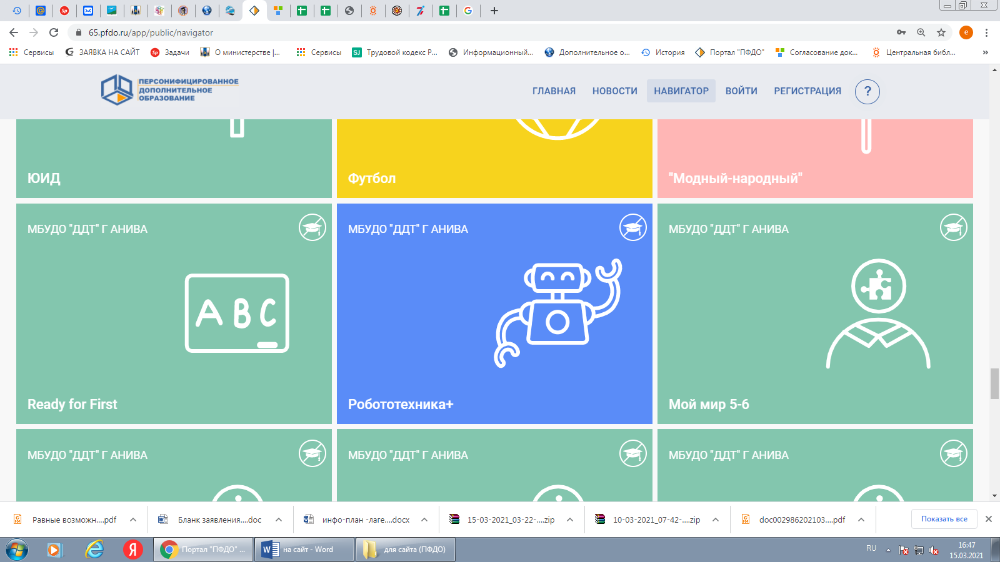 65.pfdo.ru/app/public/navigator
е
Сервисы
ЗАЯВКА НА САЙТ
Задачи
О министерстве |...
Сервисы
Трудовой кодекс Р...
Информационный...
Дополнительное о...
История
Портал "ПФДО"
Согласование док...
Центральная библ...
»
ПЕРСОНИФИЦИРОВАННОЕ
ДОПОЛНИТЕЛЬНОЕ
ОБРАЗОВАНИЕ
ГЛАВНАЯ
НОВОСТИ
НАВИГАТОР
ВОЙТИ
РЕГИСТРАЦИЯ
?
ЮИД
Футбол
"Модный-народный"
МБУДО "ДДТ" Г АНИВА
МБУДО "ДДТ" Г АНИВА
МБУДО "ДДТ" Г АНИВА
ABC
Ready for First
Робототехника+
Мой мир 5-6
МБУДО "ДДТ" Г АНИВА
МБУДО "ДДТ" Г АНИВА
МБУДО "ДДТ" Г АНИВА
Равные возможн....pdf
Бланк заявления....doc
инфо-план -лаге....docx
15-03-2021_03-22-....zip
10-03-2021_07-42-....zip
doc002986202103....pdf
Показать все
Портал "ПФДО" ...
на сайт - Word
для сайта (ПФДО)
RU
16:47
15.03.2021